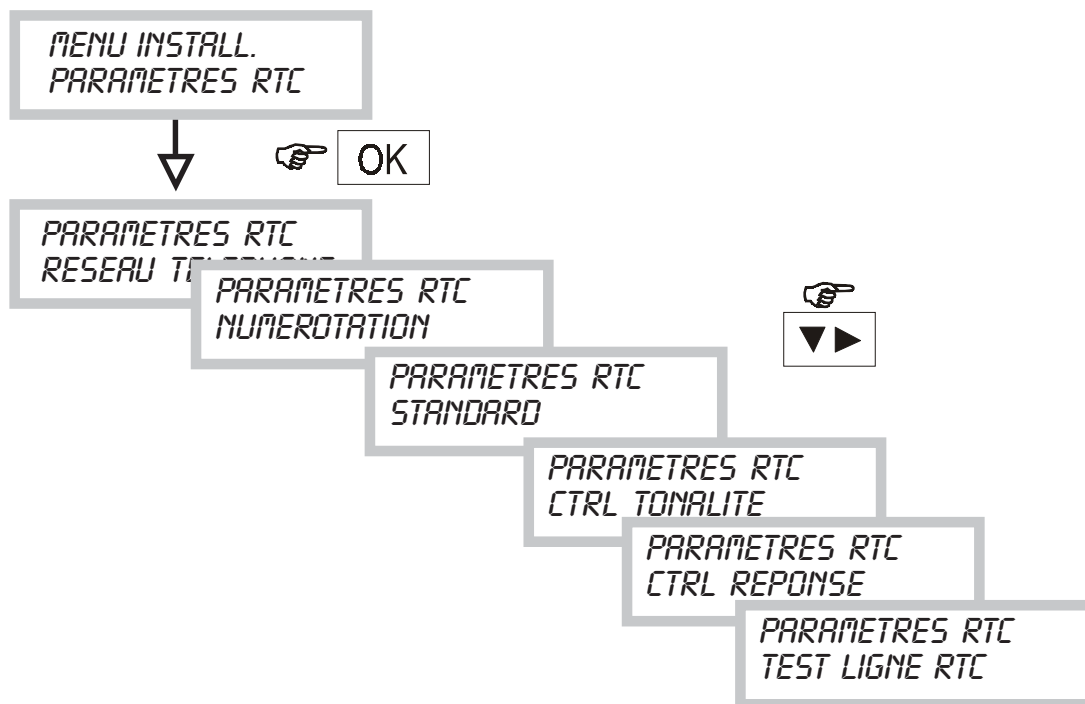 MENU INSTALL.
PARAMETRES RTC
OK
PARAMETRES RTC
RESEAU
PARAMETRES RTC
NUMEROTATION
PARAMETRES RTC
STANDARD
PARAMETRES RTC
CTRL TONALITE
PARAMETRES RTC
CTRL REPONSE
PARAMETRES RTC
TEST LIGNE RTC